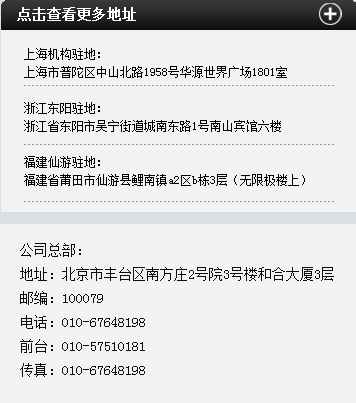 点击查看更多地址
上海机构驻地：
上海市普陀区中山北路1958号华源世界广场1801室
浙江东阳驻地：
浙江省东阳市吴宁街道城南东路1号南山宾馆六楼
福建仙游驻地：
福建省莆田市仙游县鲤南镇a2区b栋3层（无限极楼上）
公司总部：
地址：北京市丰台区南方庄2号院3号楼和合大厦3层
邮编：100079
电话：010-67648198
前台：010-57510181
传真：010-67648198